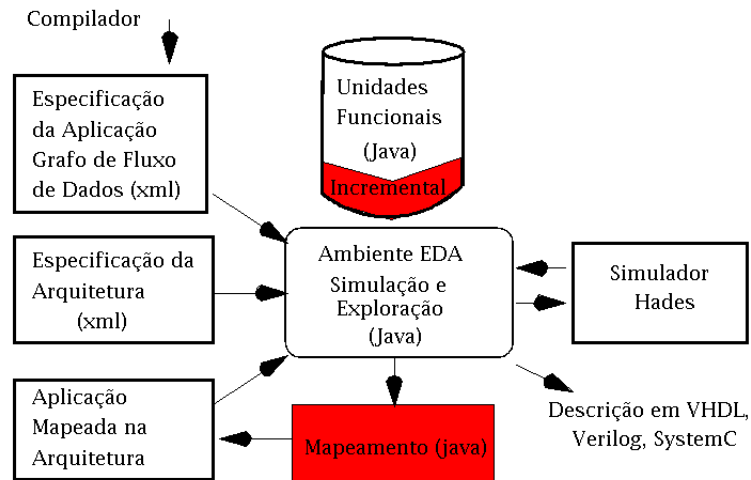 Compilador
Especificação
da Aplicação
Grafo de Fluxo
de Dados (xml)
Unidades
Funcionais
(Java)
Incremental
Especificação da
Arquitetura
(xml)
Ambiente EDA
Simulação e
Exploração
(Java)
Simulador
Hades
Aplicação
Mapeada na
Arquitetura
Mapeamento (java)
Descrição em VHDL,
Verilog, SystemC